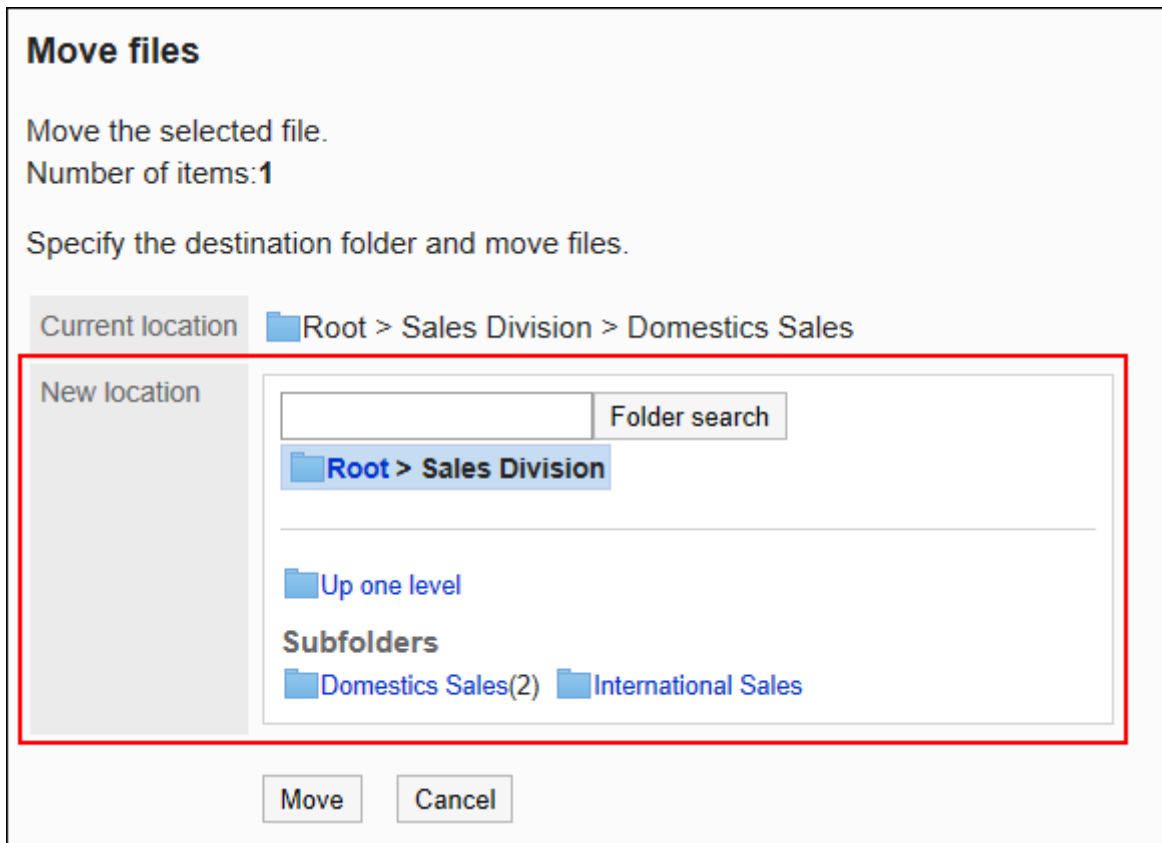 Move files
Move the selected file.
Number of items:1
Specify the destination folder and move files.
Current location Root > Sales Division > Domestics Sales
New location
Folder search
Root > Sales Division
Up one level
Subfolders
Domestics Sales(2) International Sales
Move Cancel